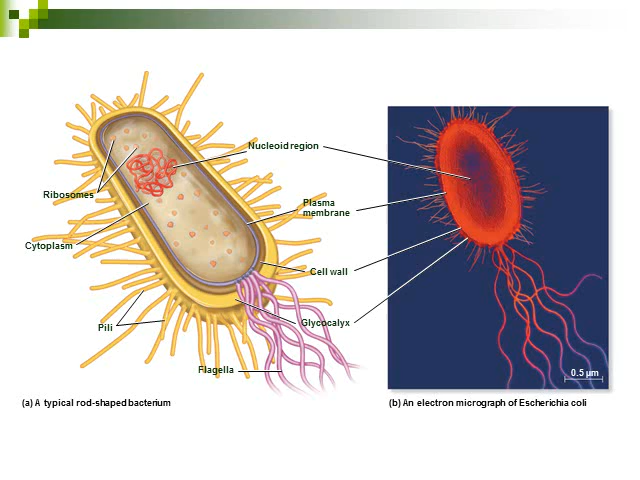 Nucleoid region
Ribosomes
Plasma
membrane
Cytoplasm
Cell wall
Glycocalyx
Pili
Flagella
0.5 µm
(a) A typical rod-shaped bacterium
(b) An electron micrograph of Escherichia coli